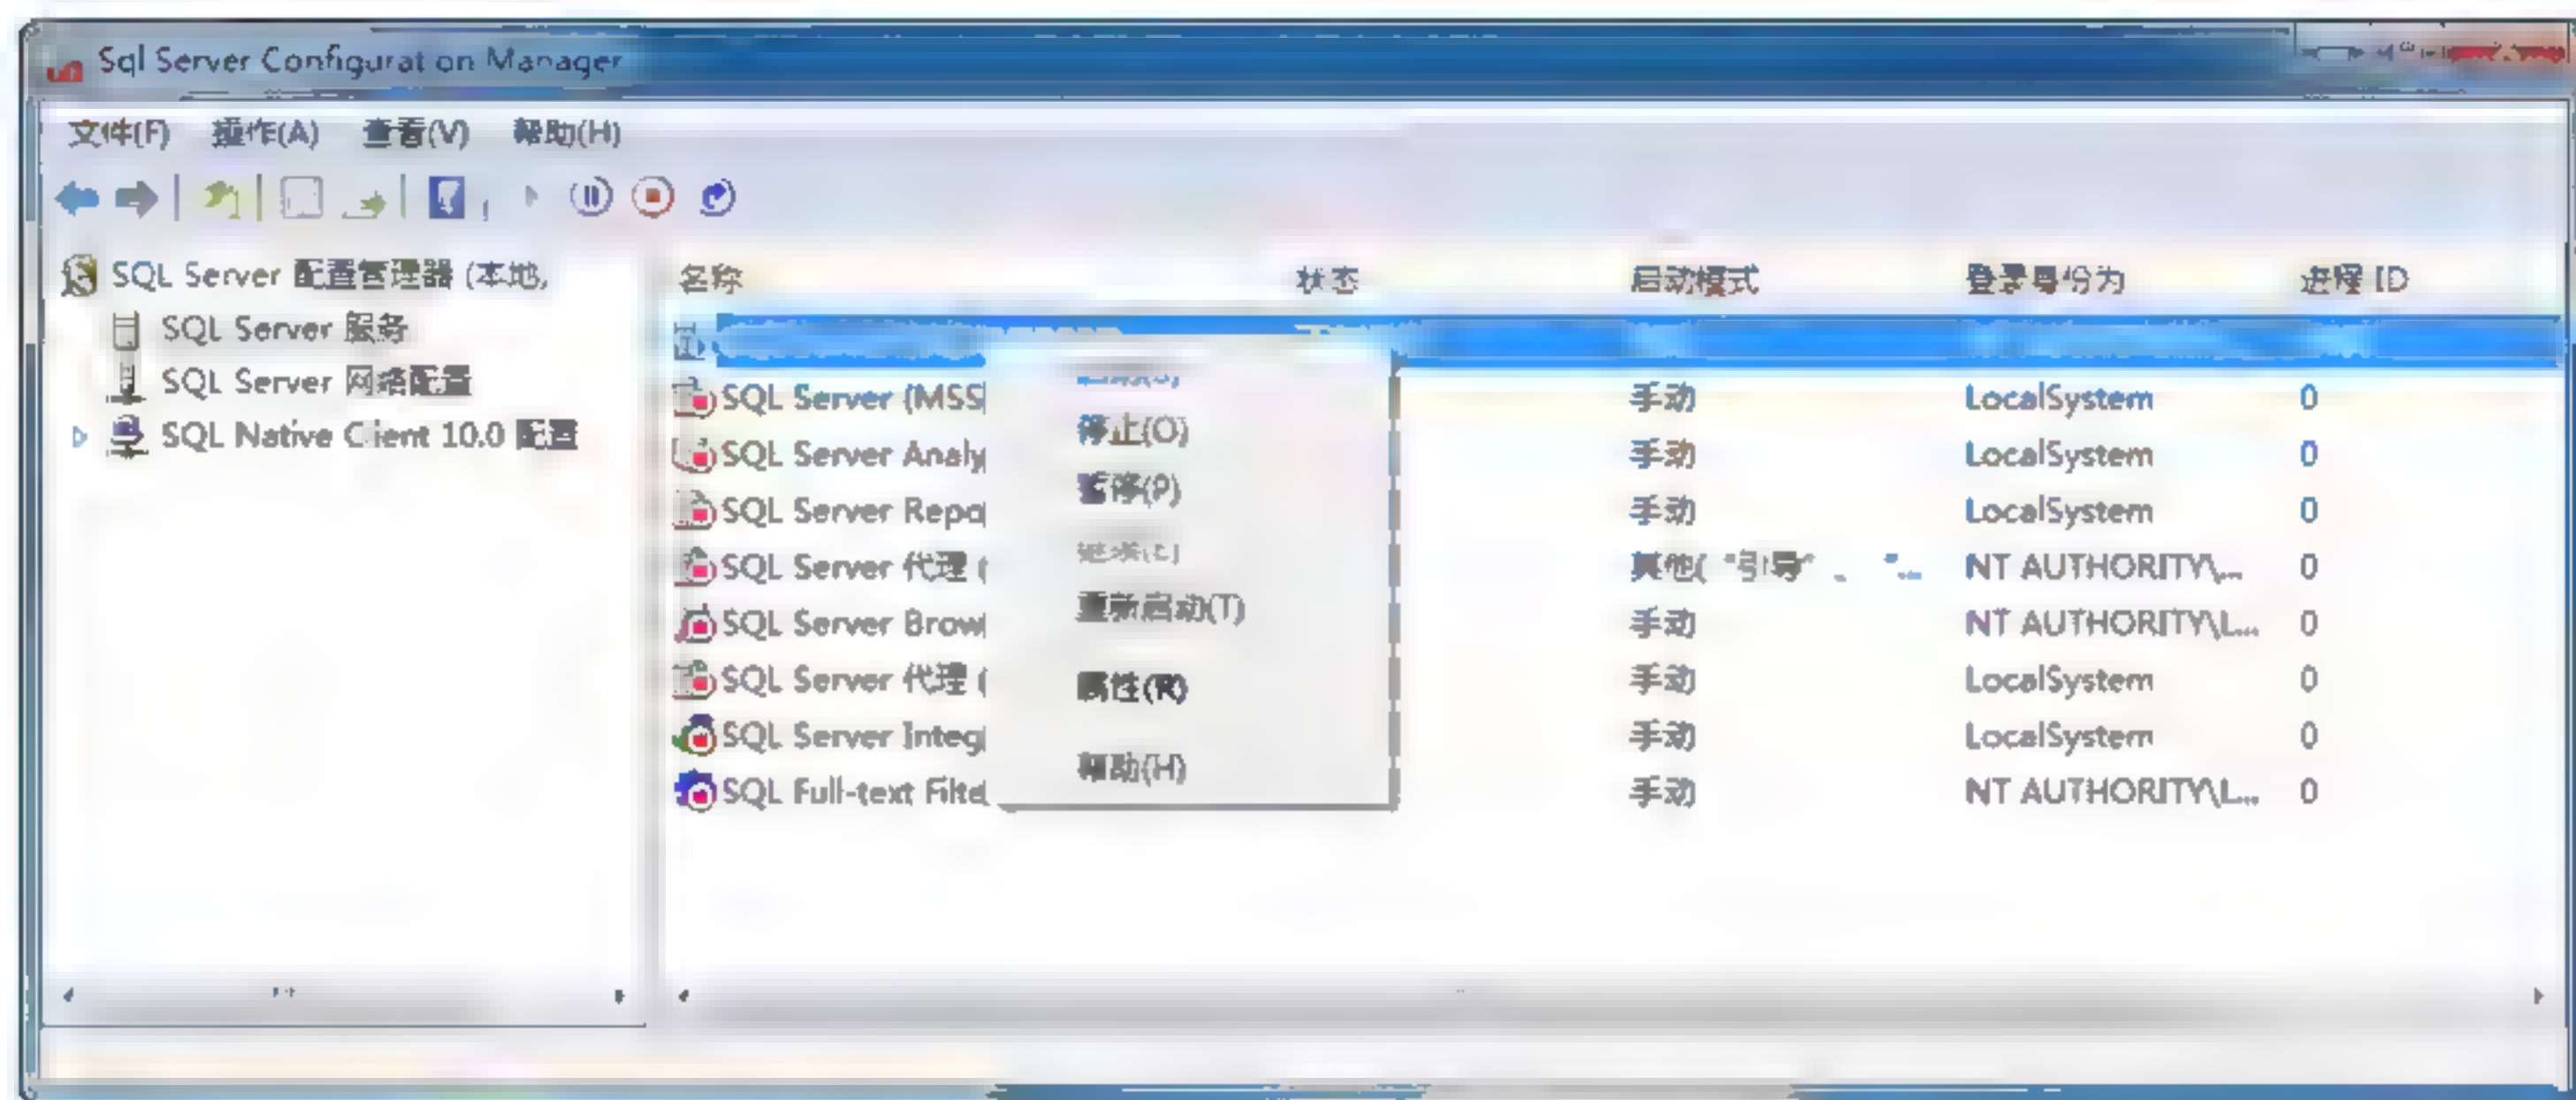 Sql Server Configuration Manager
文件(F) 操作(A) 查看(V) 帮助(H)
SQL Server 配置管理器 (本地,
SQL Server 服务
SQL Server 网络配置
SQL Native Client 10.0 配置
名称 状态 启动模式 登录身份为 进程 ID
SQL Server (MSS 手动 LocalSystem 0
SQL Server Analy 手动 LocalSystem 0
SQL Server Repo 手动 LocalSystem 0
SQL Server 代理 ( 其他( "引导" 、 "... NT AUTHORITY\... 0
SQL Server Brow 手动 NT AUTHORITY\L... 0
SQL Server 代理 ( 手动 LocalSystem 0
SQL Server Integ 手动 LocalSystem 0
SQL Full-text Filte 手动 NT AUTHORITY\L... 0
停止(O)
暂停(P)
重新启动(T)
属性(R)
帮助(H)